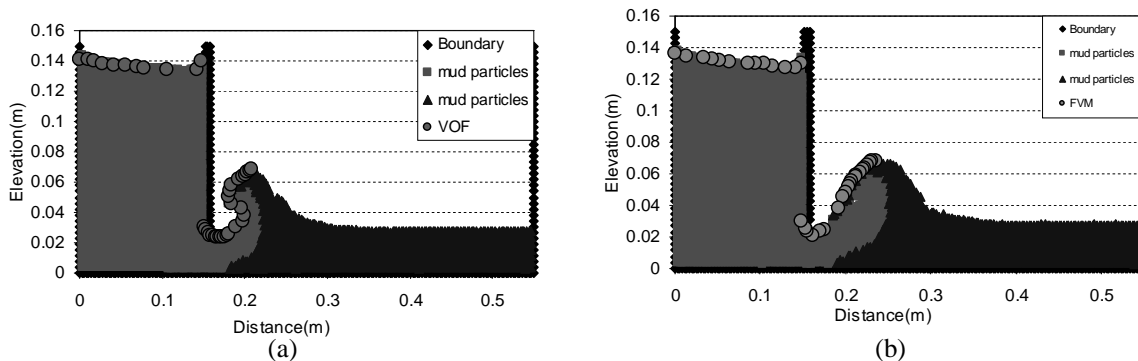 0.16
0.14
0.12
0.1
0.08
0.06
0.04
0.02
0
Elevation(m)
0 0.1 0.2 0.3 0.4 0.5
Distance(m)
Boundary
mud particles
mud particles
VOF
(a)
0.16
0.14
0.12
0.1
0.08
0.06
0.04
0.02
0
Elevation(m)
0 0.1 0.2 0.3 0.4 0.5
Distance(m)
Boundary
mud particles
mud particles
FVM
(b)